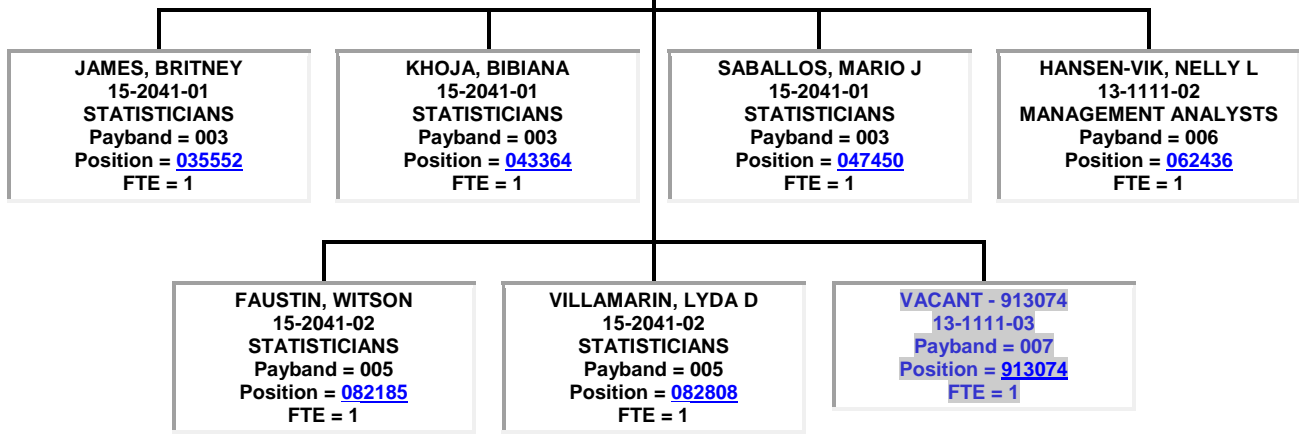 JAMES, BRITNEY
15-2041-01
STATISTICIANS
Payband = 003
Position = 035552
FTE = 1
KHOJA, BIBIANA
15-2041-01
STATISTICIANS
Payband = 003
Position = 043364
FTE = 1
SABALLOS, MARIO J
15-2041-01
STATISTICIANS
Payband = 003
Position = 047450
FTE = 1
HANSEN-VIK, NELLY L
13-1111-02
MANAGEMENT ANALYSTS
Payband = 006
Position = 062436
FTE = 1
FAUSTIN, WITSON
15-2041-02
STATISTICIANS
Payband = 005
Position = 082185
FTE = 1
VILLAMARIN, LYDA D
15-2041-02
STATISTICIANS
Payband = 005
Position = 082808
FTE = 1
VACANT - 913074
13-1111-03
Payband = 007
Position = 913074
FTE = 1